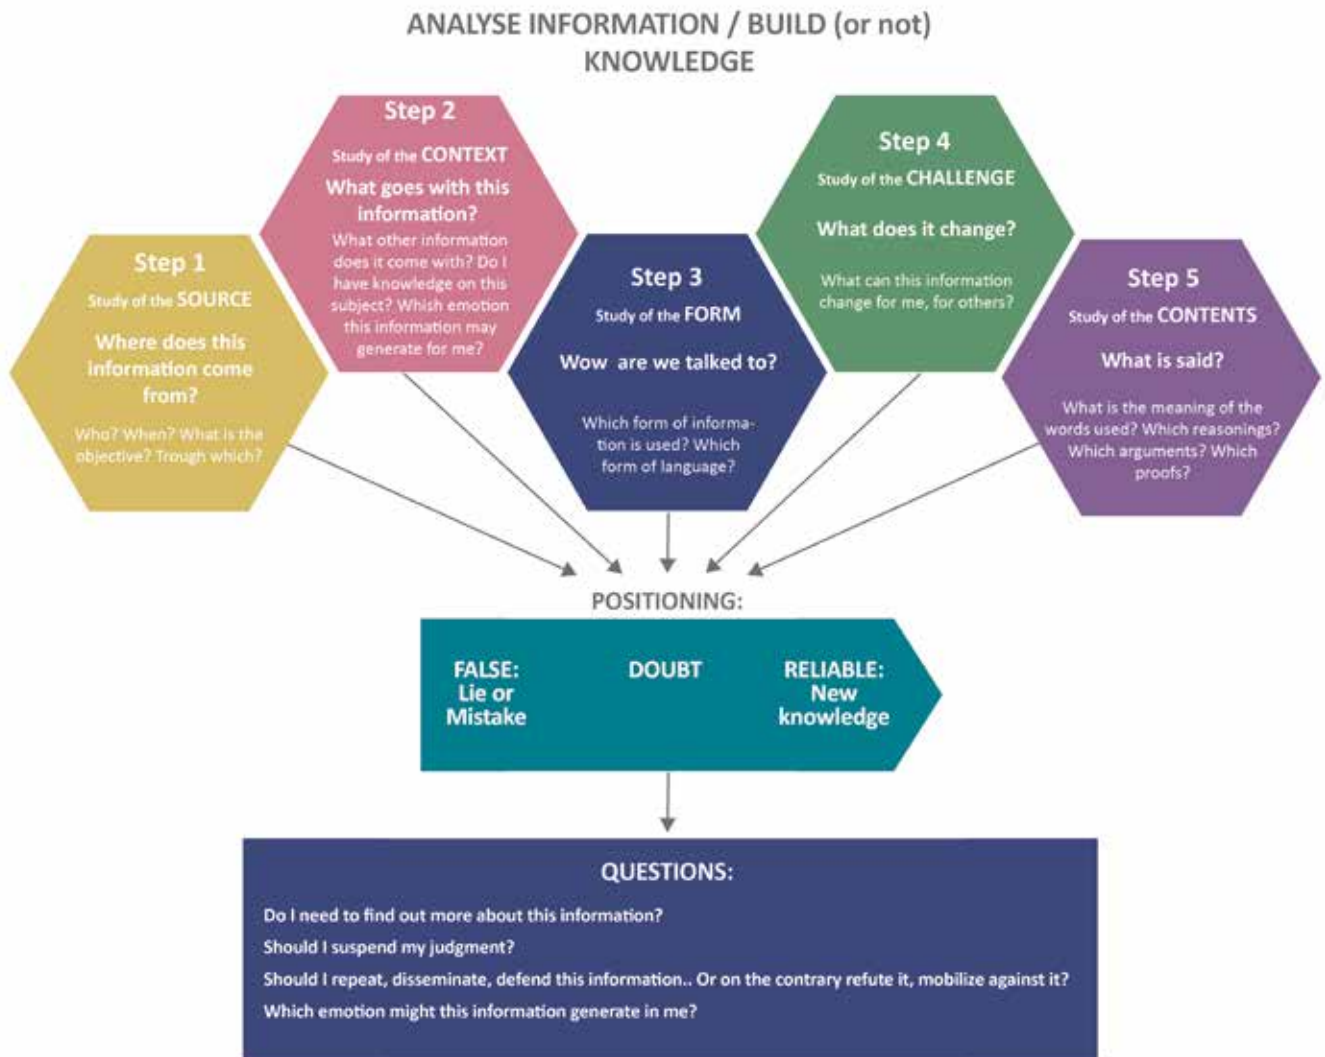 ANALYSE INFORMATION / BUILD (or not)
KNOWLEDGE
Step 1
Study of the SOURCE
Where does this
information come
from?
Who? When? What is the
objective? Trough which?
Step 2
Study of the CONTEXT
What goes with this
information?
What other information
does it come with? Do I
have knowledge on this
subject? Which emotion
this information may
generate for me?
Step 3
Study of the FORM
Wow are we talked to?
Which form of informa-
tion is used? Which
form of language?
Step 4
Study of the CHALLENGE
What does it change?
What can this information
change for me, for others?
Step 5
Study of the CONTENTS
What is said?
What is the meaning of the
words used? Which reasonings?
Which arguments? Which
proofs?
POSITIONING:
FALSE:
Lie or
Mistake
DOUBT
RELIABLE:
New
knowledge
QUESTIONS:
Do I need to find out more about this information?
Should I suspend my judgment?
Should I repeat, disseminate, defend this information.. Or on the contrary refute it, mobilize against it?
Which emotion might this information generate in me?